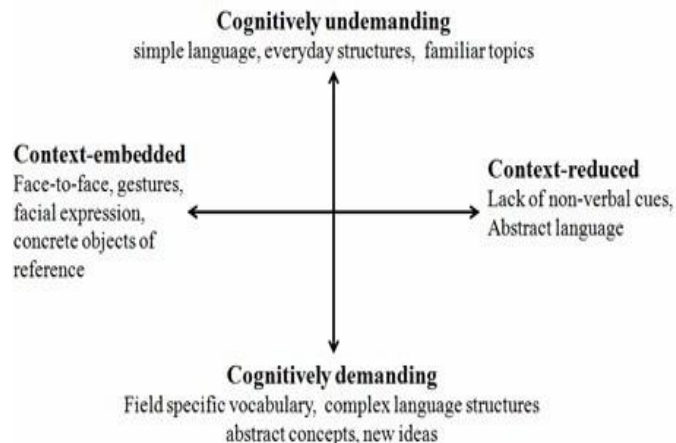 Cognitively undemanding
simple language, everyday structures, familiar topics
Context-embedded
Face-to-face, gestures,
facial expression,
concrete objects of
reference
Context-reduced
Lack of non-verbal cues,
Abstract language
Cognitively demanding
Field specific vocabulary, complex language structures
abstract concepts, new ideas